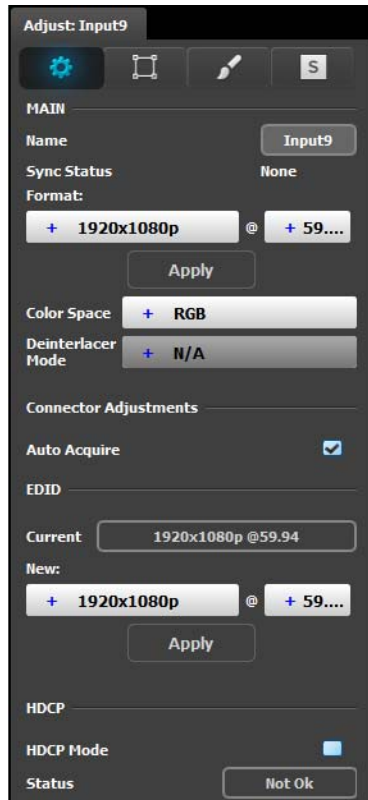 Adjust: Input9
S
MAIN
Name Input9
Sync Status None
Format:
+ 1920x1080p @ + 59....
Apply
Color Space + RGB
Deinterlacer Mode + N/A
Connector Adjustments
Auto Acquire
EDID
Current 1920x1080p @59.94
New:
+ 1920x1080p @ + 59....
Apply
HDCP
HDCP Mode
Status Not Ok